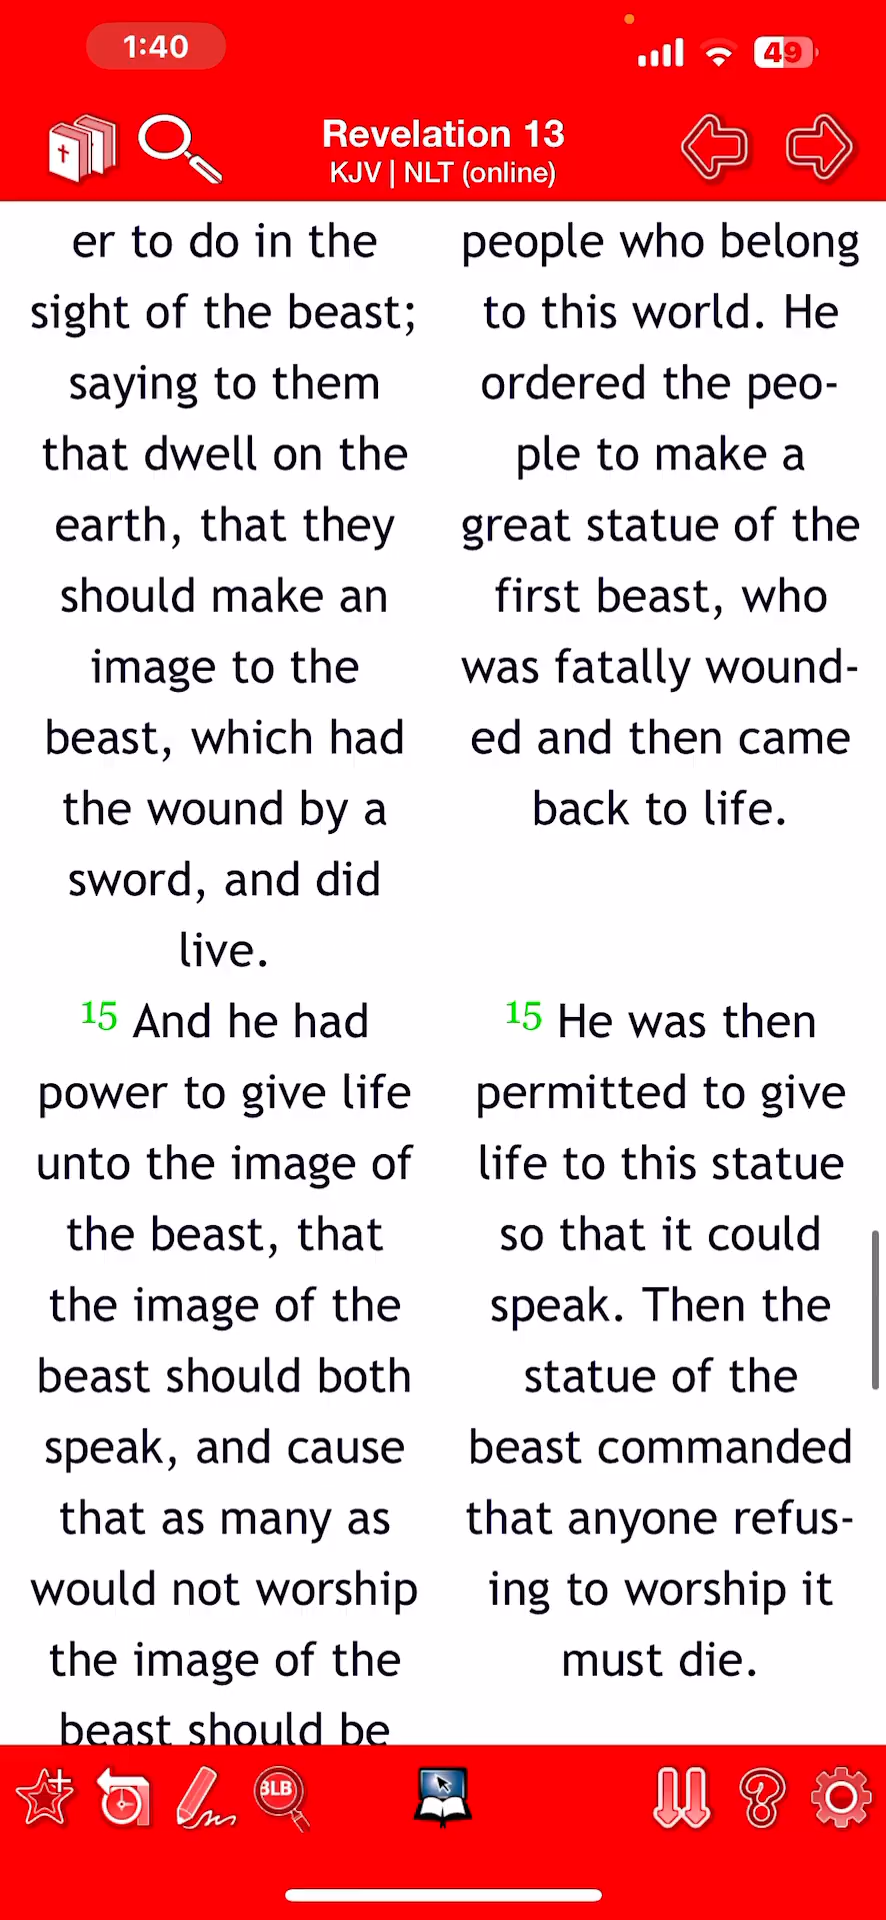 1:40
49
Revelation 13
KJV | NLT (online)
er to do in the
sight of the beast;
saying to them
that dwell on the
earth, that they
should make an
image to the
beast, which had
the wound by a
sword, and did
live.
15 And he had
power to give life
unto the image of
the beast, that
the image of the
beast should both
speak, and cause
that as many as
would not worship
the image of the
beast should be
people who belong
to this world. He
ordered the peo-
ple to make a
great statue of the
first beast, who
was fatally wound-
ed and then came
back to life.
15 He was then
permitted to give
life to this statue
so that it could
speak. Then the
statue of the
beast commanded
that anyone refus-
ing to worship it
must die.
BLB